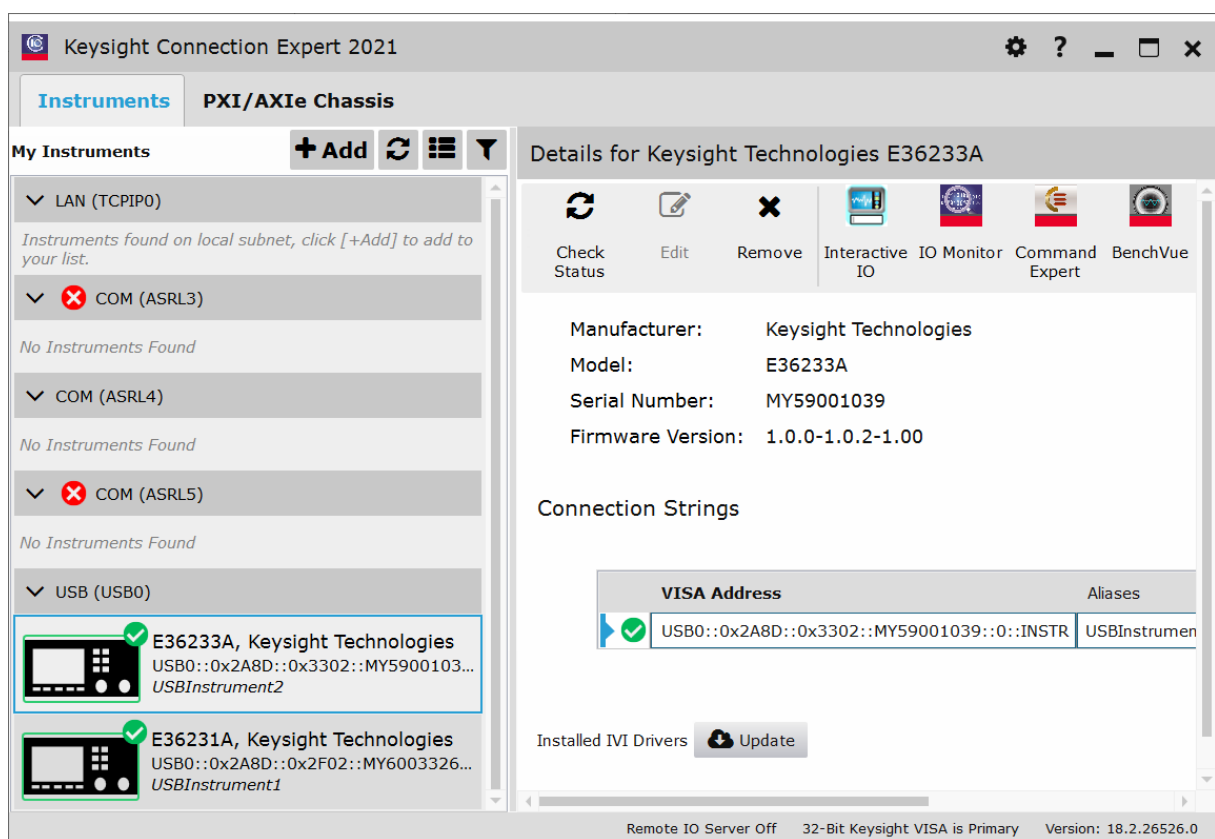 Keysight Connection Expert 2021
?
Instruments
PXI/AXIe Chassis
My Instruments
Add
LAN (TCPIP0)
Instruments found on local subnet, click [+Add] to add to
your list.
COM (ASRL3)
No Instruments Found
COM (ASRL4)
No Instruments Found
COM (ASRL5)
No Instruments Found
USB (USB0)
E36233A, Keysight Technologies
USB0::0x2A8D::0x3302::MY5900103...
USBInstrument2
E36231A, Keysight Technologies
USB0::0x2A8D::0x2F02::MY6003326...
USBInstrument1
Details for Keysight Technologies E36233A
Check
Status
Edit
Remove
Interactive
IO
IO Monitor
Command
Expert
BenchVue
Manufacturer: Keysight Technologies
Model: E36233A
Serial Number: MY59001039
Firmware Version: 1.0.0-1.0.2-1.00
Connection Strings
VISA Address Aliases
USB0::0x2A8D::0x3302::MY59001039::0::INSTR USBInstrumen
Installed IVI Drivers Update
Remote IO Server Off 32-Bit Keysight VISA is Primary Version: 18.2.26526.0